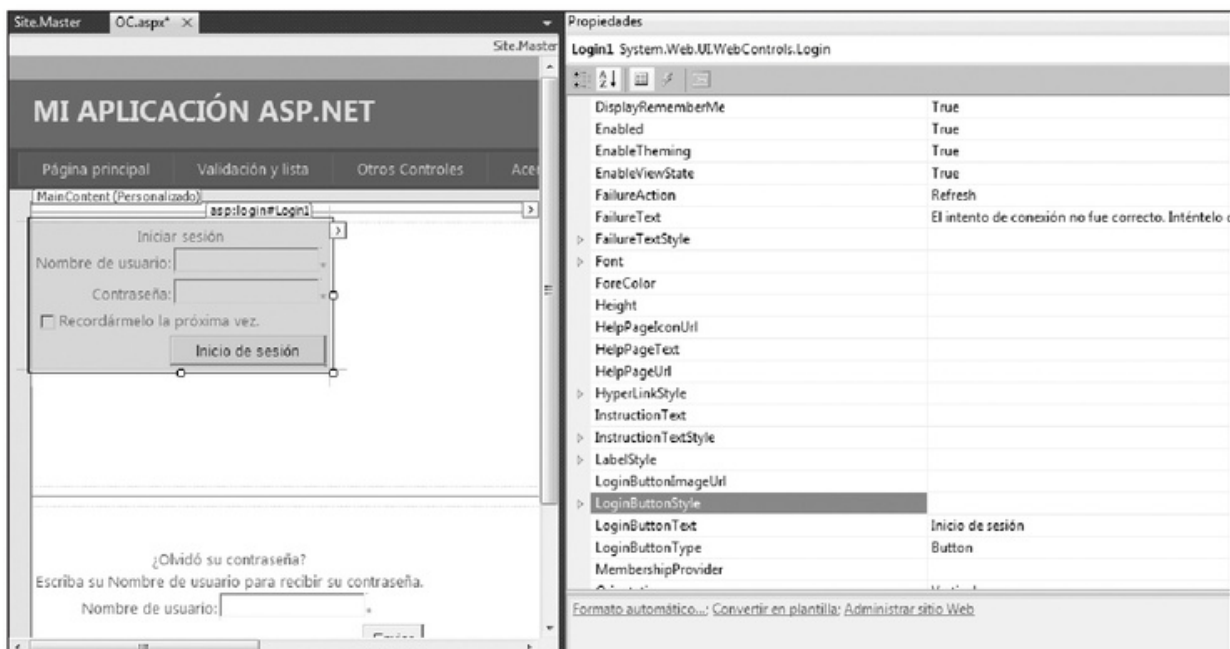 Site.Master OC.aspx*
Site.Master
MI APLICACIÓN ASP.NET
Página principal Validación y lista Otros Controles
MainContent (Personalizado)
asp:login#Login1
Iniciar sesión
Nombre de usuario:
Contraseña:
Recordármelo la próxima vez.
Inicio de sesión
¿Olvidó su contraseña?
Escriba su Nombre de usuario para recibir su contraseña.
Nombre de usuario:
Propiedades
Login1 System.Web.UI.WebControls.Login
DisplayRememberMe True
Enabled True
EnableTheming True
EnableViewState True
FailureAction Refresh
FailureText El intento de conexión no fue correcto. Inténtelo
FailureTextStyle
Font
ForeColor
Height
HelpPageIconUrl
HelpPageText
HelpPageUrl
HyperLinkStyle
InstructionText
InstructionTextStyle
LabelStyle
LoginButtonImageUrl
LoginButtonStyle
LoginButtonText Inicio de sesión
LoginButtonType Button
MembershipProvider
Formato automático...; Convertir en plantilla; Administrar sitio Web